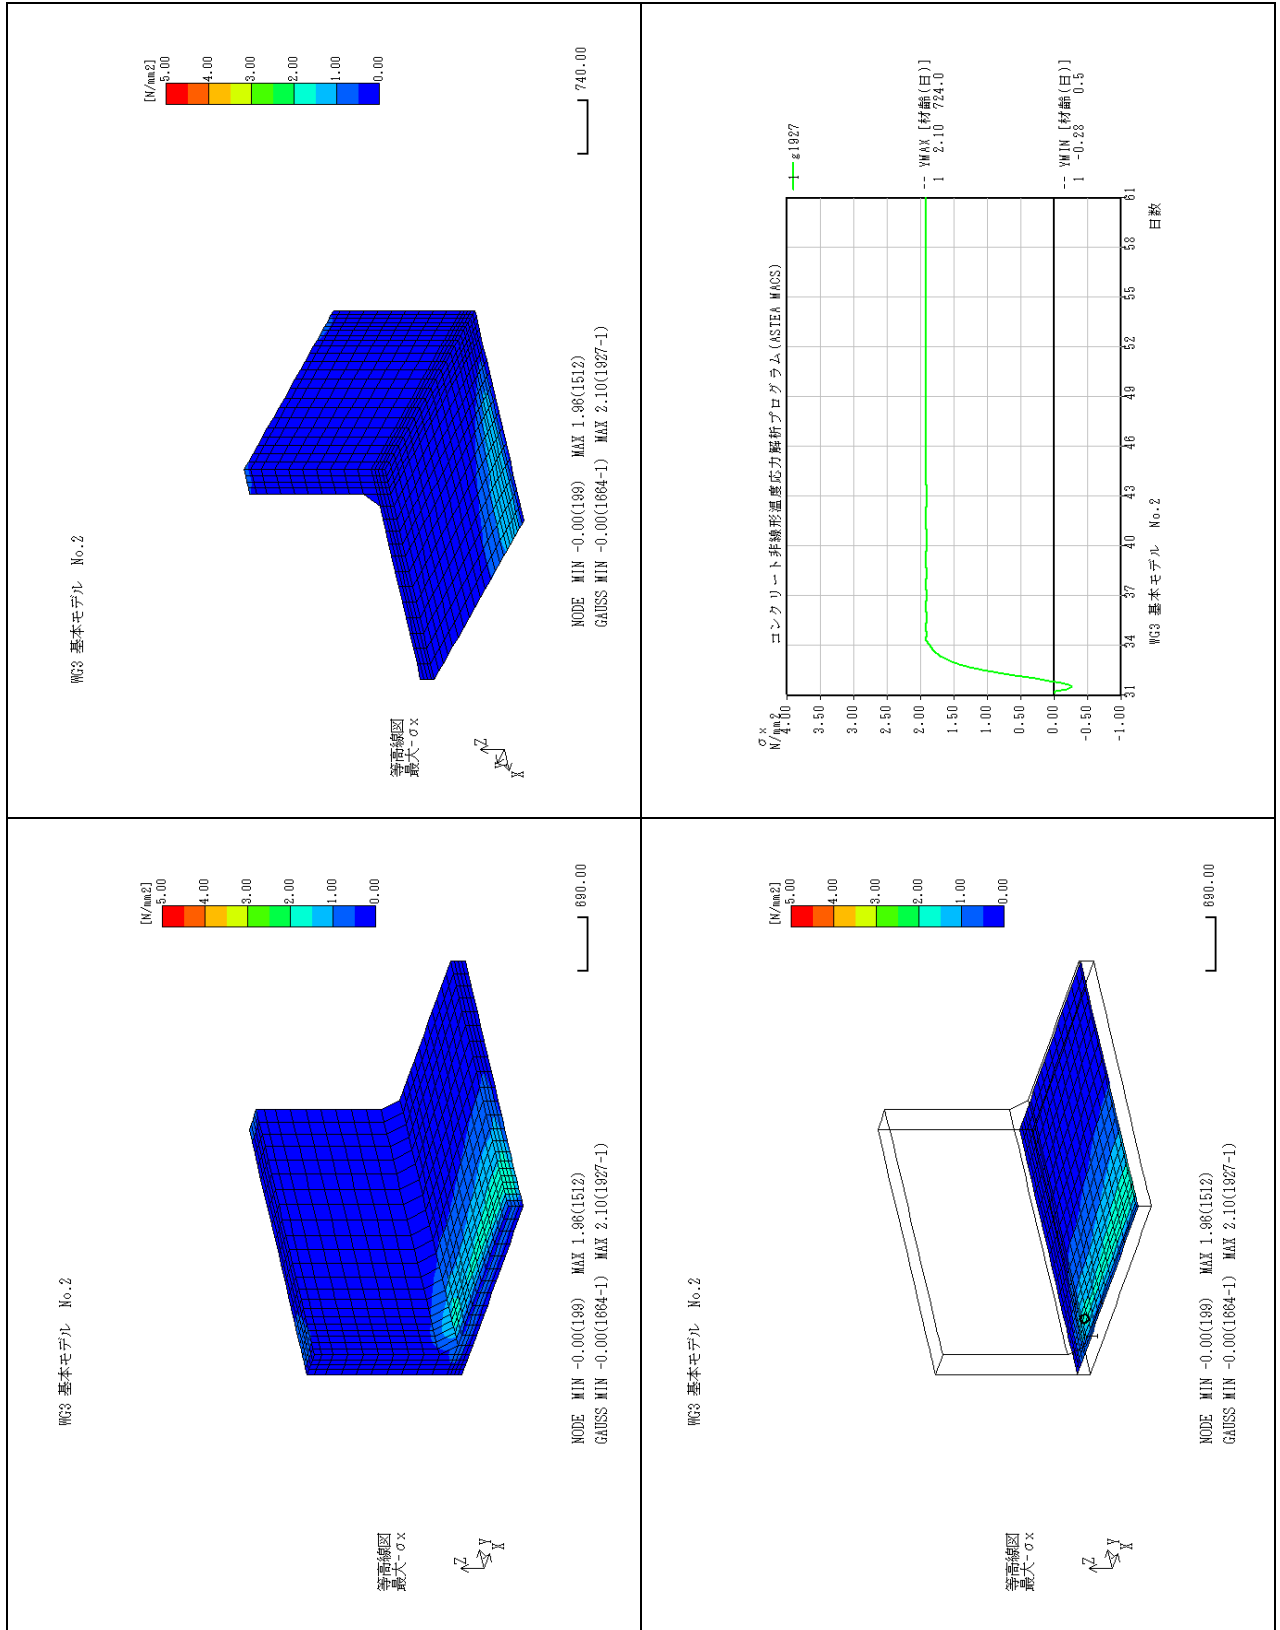 WG3 基本モデル No.2
等高線図
最大-σx
Z
Y
X
[N/mm2]
5.00
4.00
3.00
2.00
1.00
0.00
690.00
NODE MIN -0.00(199) MAX 1.96(1512)
GAUSS MIN -0.00(1664-1) MAX 2.10(1927-1)
WG3 基本モデル No.2
等高線図
最大-σx
Z
Y
X
[N/mm2]
5.00
4.00
3.00
2.00
1.00
0.00
740.00
NODE MIN -0.00(199) MAX 1.96(1512)
GAUSS MIN -0.00(1664-1) MAX 2.10(1927-1)
WG3 基本モデル No.2
等高線図
最大-σx
Z
Y
X
[N/mm2]
5.00
4.00
3.00
2.00
1.00
0.00
1
690.00
NODE MIN -0.00(199) MAX 1.96(1512)
GAUSS MIN -0.00(1664-1) MAX 2.10(1927-1)
コンクリート非線形温度応力解析プログラム(ASTEA MACS)
σx
N/mm2
4.00
3.50
3.00
2.50
2.00
1.50
1.00
0.50
0.00
-0.50
-1.00
31 34 37 40 43 46 49 52 55 58 61
日数
1 g1927
-- YMAX [材齢(日)]
1 2.10 724.0
-- YMIN [材齢(日)]
1 -0.28 0.5
WG3 基本モデル No.2